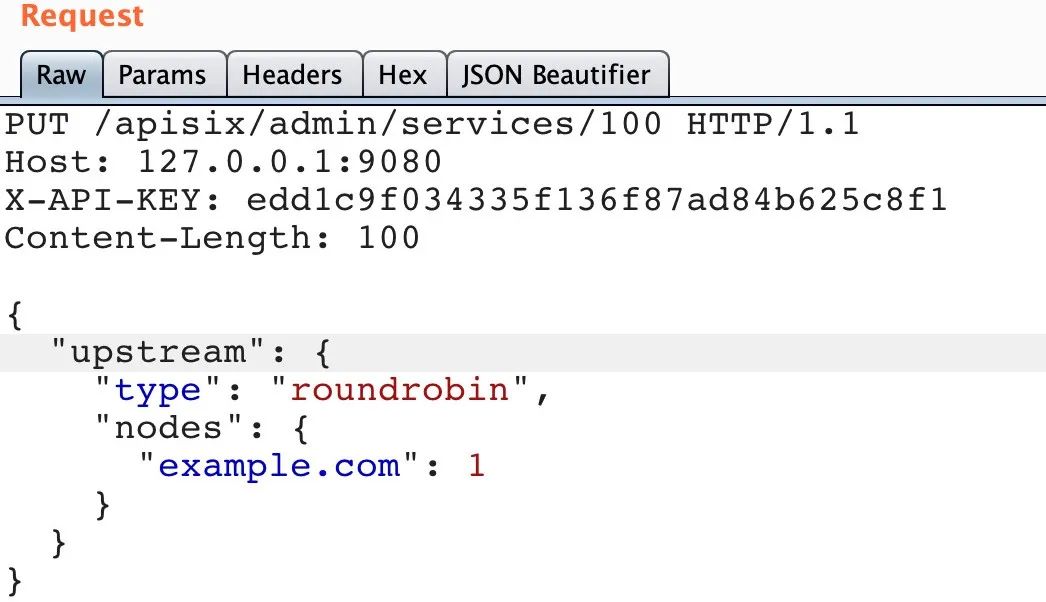 Request
Raw Params Headers Hex JSON Beautifier
PUT /apisix/admin/services/100 HTTP/1.1
Host: 127.0.0.1:9080
X-API-KEY: edd1c9f034335f136f87ad84b625c8f1
Content-Length: 100
{
"upstream": {
"type": "roundrobin",
"nodes": {
"example.com": 1
}
}
}